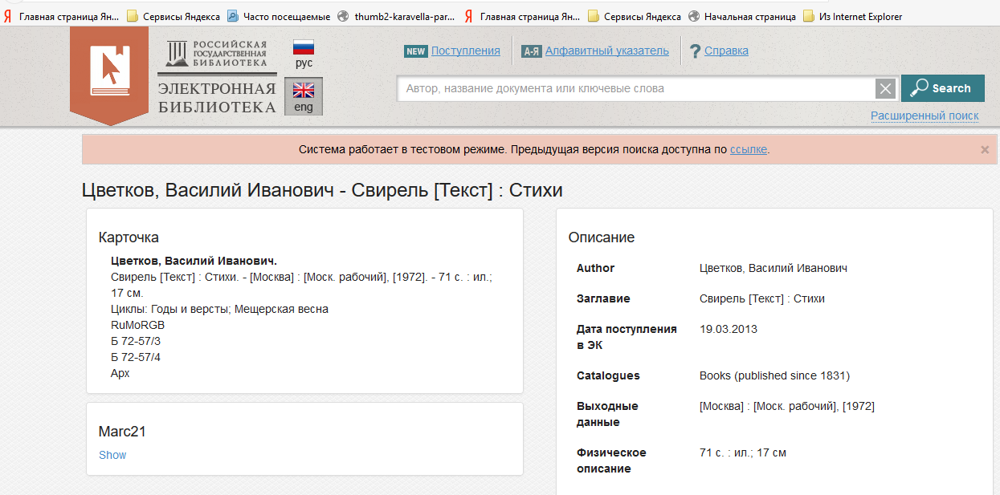 Главная страница Ян... Сервисы Яндекса Часто посещаемые thumb2-karavella-par... Главная страница Ян... Сервисы Яндекса Начальная страница Из Internet Explorer
РОССИЙСКАЯ
ГОСУДАРСТВЕННАЯ
БИБЛИОТЕКА
ЭЛЕКТРОННАЯ
БИБЛИОТЕКА
рус
eng
NEW Поступления А-Я Алфавитный указатель ? Справка
Автор, название документа или ключевые слова Search
Расширенный поиск
Система работает в тестовом режиме. Предыдущая версия поиска доступна по ссылке. ×
Цветков, Василий Иванович - Свирель [Текст] : Стихи
Карточка
Цветков, Василий Иванович.
Свирель [Текст] : Стихи. - [Москва] : [Моск. рабочий], [1972]. - 71 с. : ил.;
17 см.
Циклы: Годы и версты; Мещерская весна
RuMoRGB
Б 72-57/3
Б 72-57/4
Арх
Marc21
Show
Описание
Author Цветков, Василий Иванович
Заглавие Свирель [Текст] : Стихи
Дата поступления 19.03.2013
в ЭК
Catalogues Books (published since 1831)
Выходные [Москва] : [Моск. рабочий], [1972]
данные
Физическое 71 с. : ил.; 17 см
описание